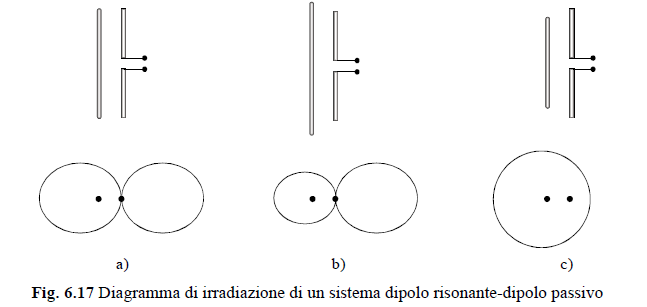 a) b) c)
Fig. 6.17 Diagramma di irradiazione di un sistema dipolo risonante-dipolo passivo